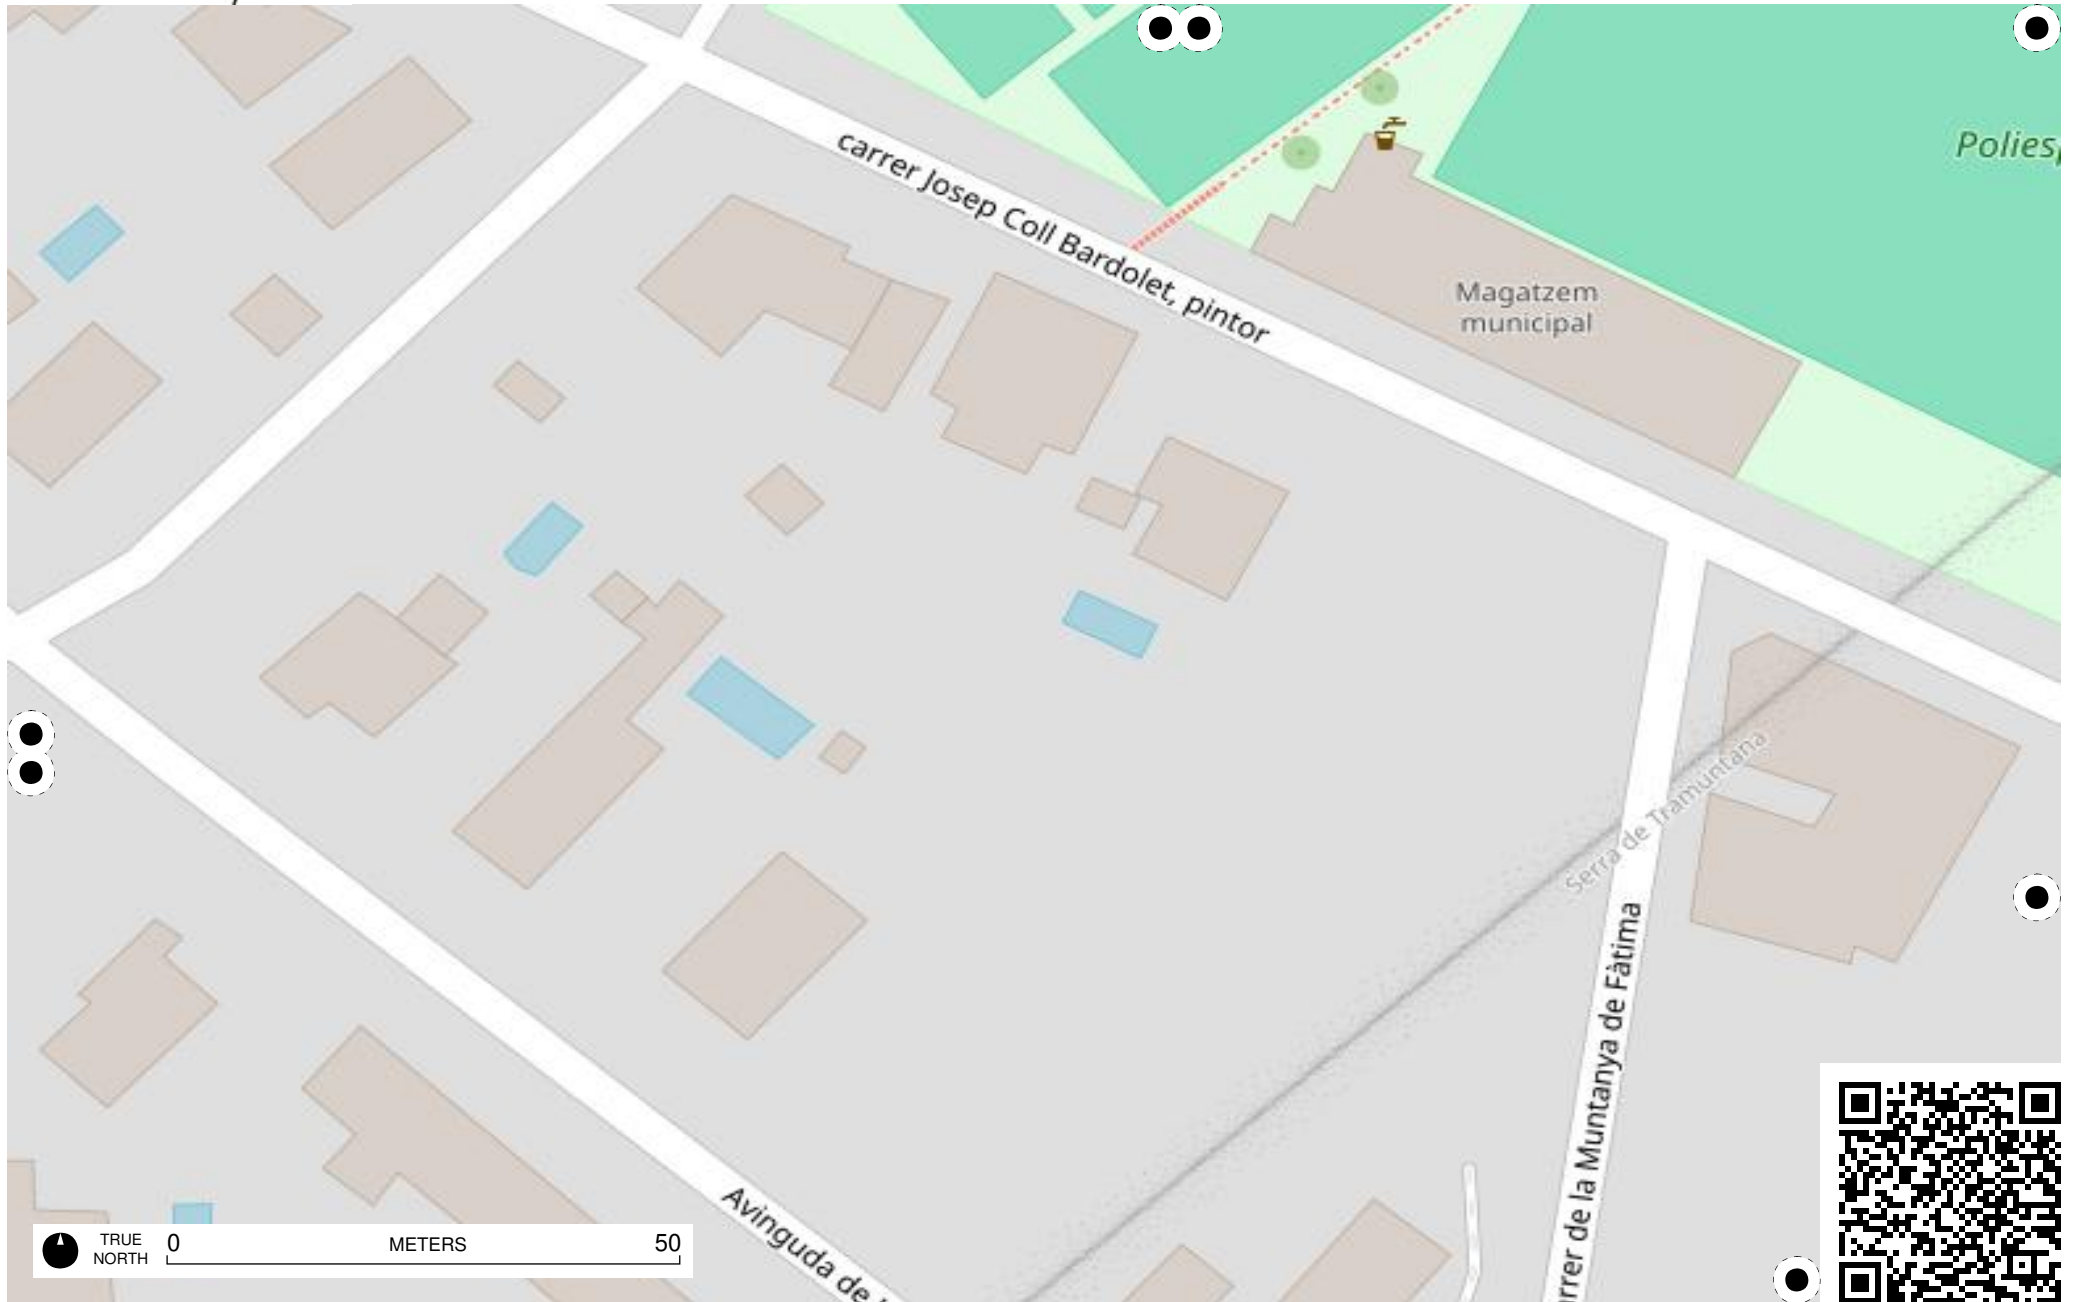 carrer Josep Coll Bardolet, pintor
Polies
Magatzem
municipal
Serra de Tramuntana
rrer de la Muntanya de Fàtima
Avinguda de
TRUE
NORTH
0 METERS 50